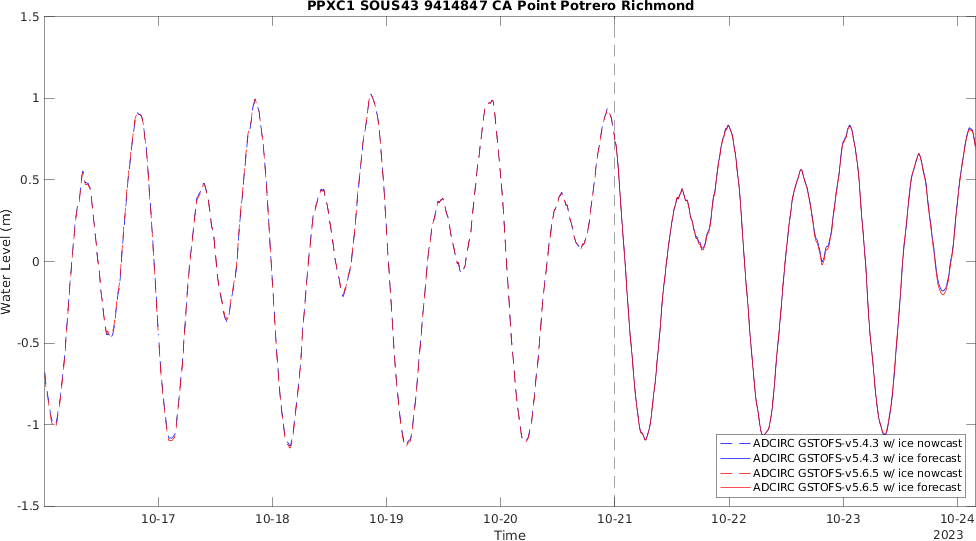 PPXC1 SOUS43 9414847 CA Point Potrero Richmond
1.5
1
0.5
0
-0.5
-1
-1.5
Water Level (m)
10-17
10-18
10-19
10-20
10-21
10-22
10-23
10-24
Time
2023
ADCIRC GSTOFS-v5.4.3 w/ ice nowcast
ADCIRC GSTOFS-v5.4.3 w/ ice forecast
ADCIRC GSTOFS-v5.6.5 w/ ice nowcast
ADCIRC GSTOFS-v5.6.5 w/ ice forecast